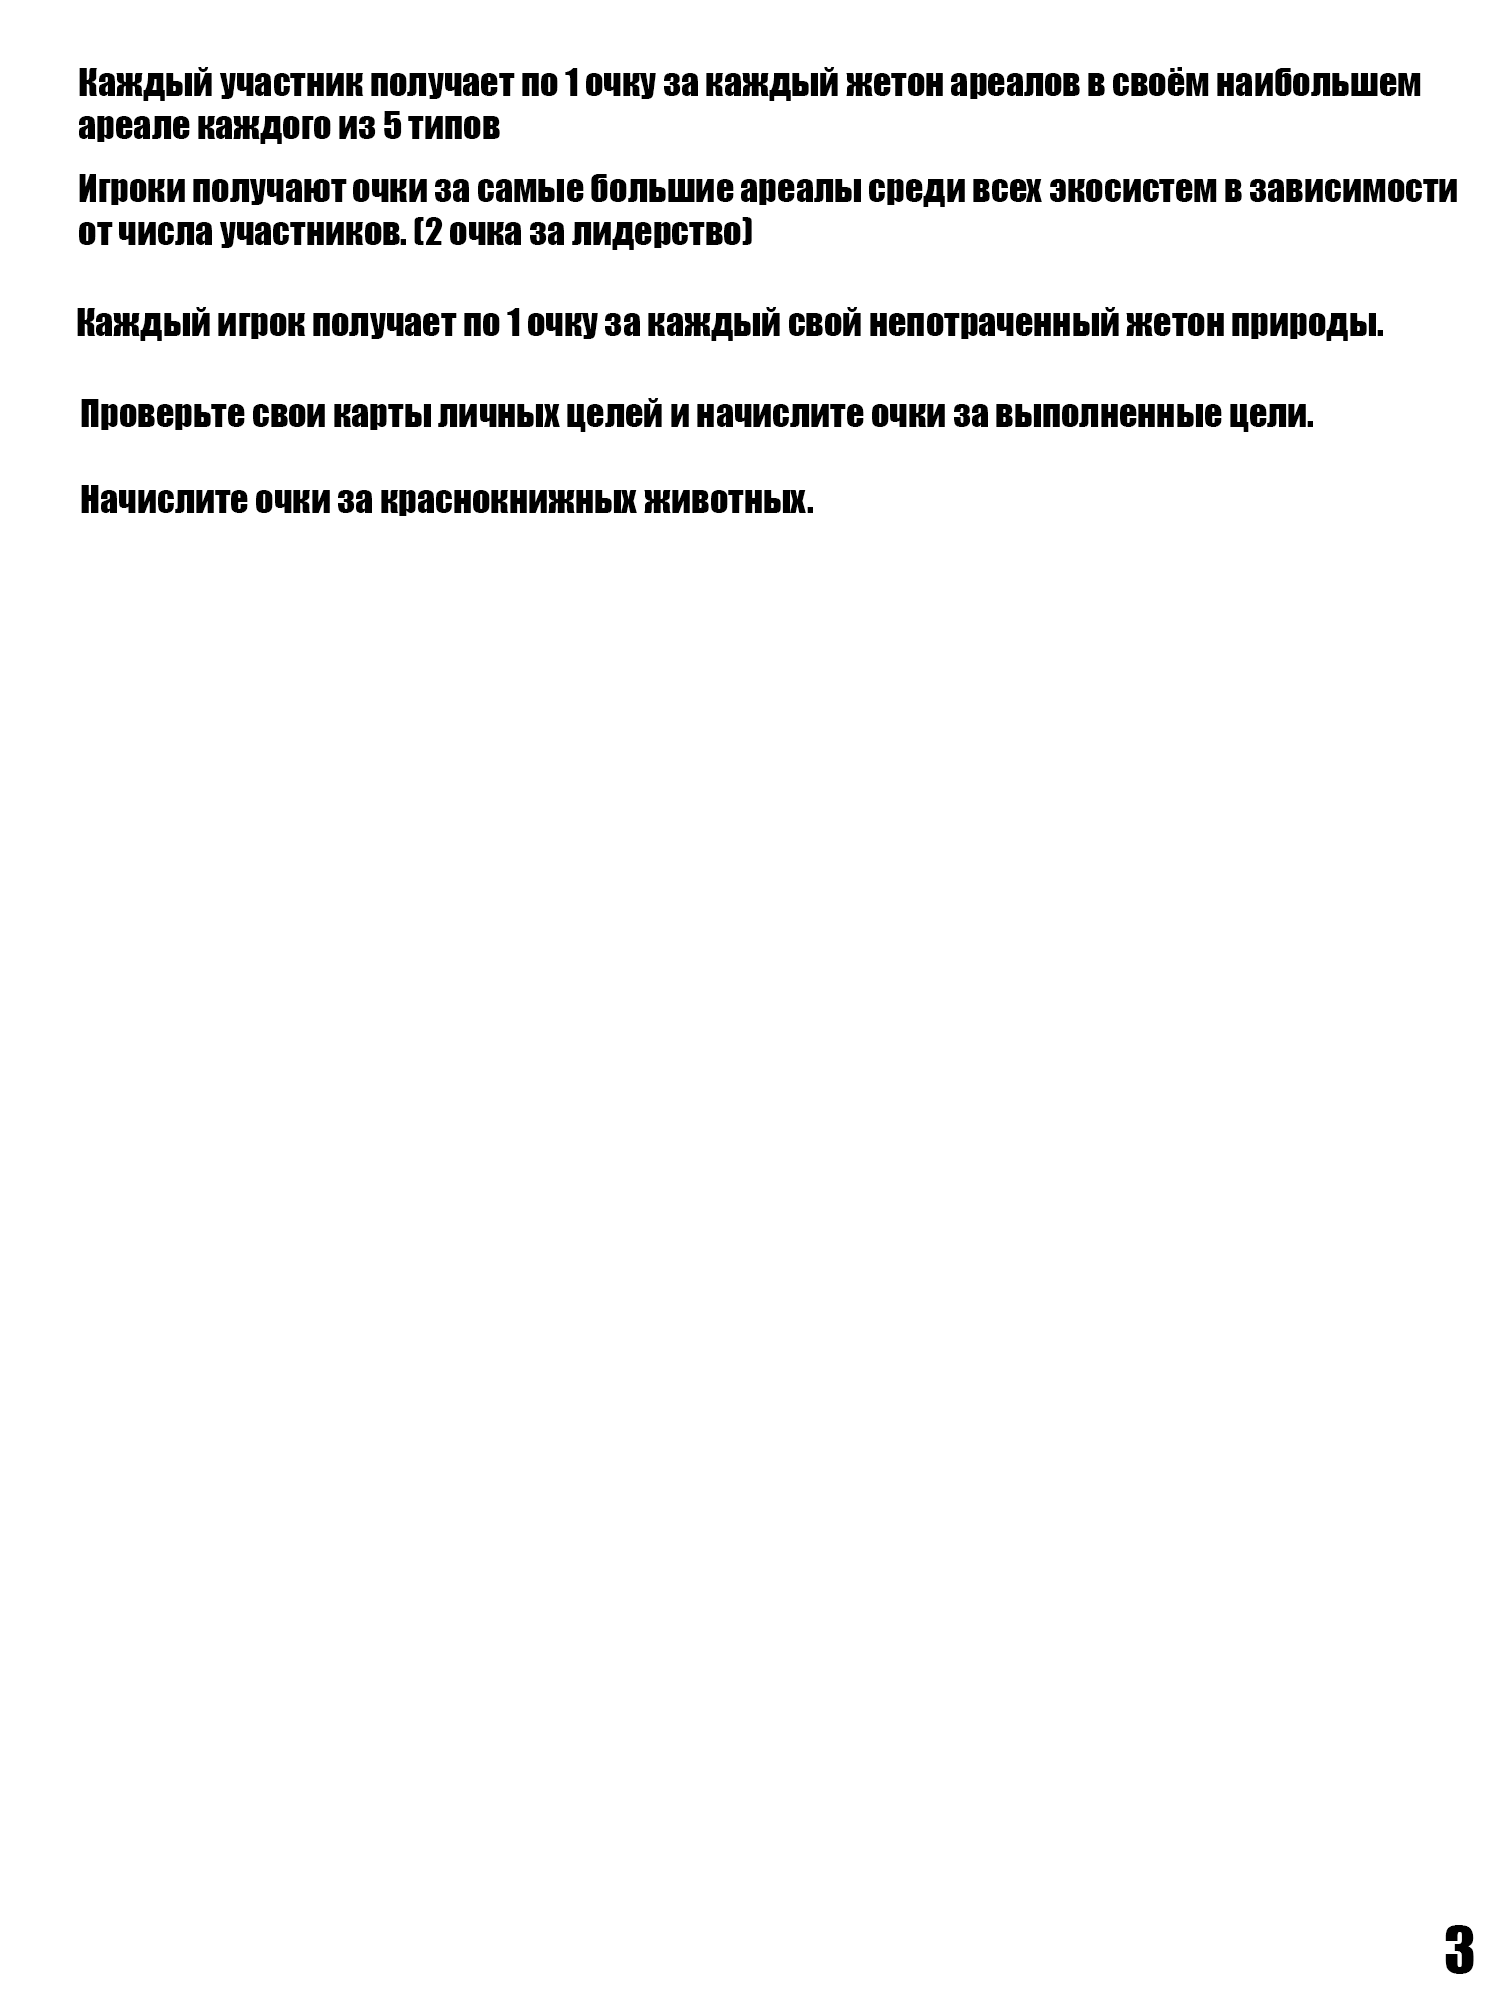 Каждый участник получает по 1 очку за каждый жетон ареалов в своём наибольшем
ареале каждого из 5 типов
Игроки получают очки за самые большие ареалы среди всех экосистем в зависимости
от числа участников. (2 очка за лидерство)
Каждый игрок получает по 1 очку за каждый свой непотраченный жетон природы.
Проверьте свои карты личных целей и начислите очки за выполненные цели.
Начислите очки за краснокнижных животных.
3